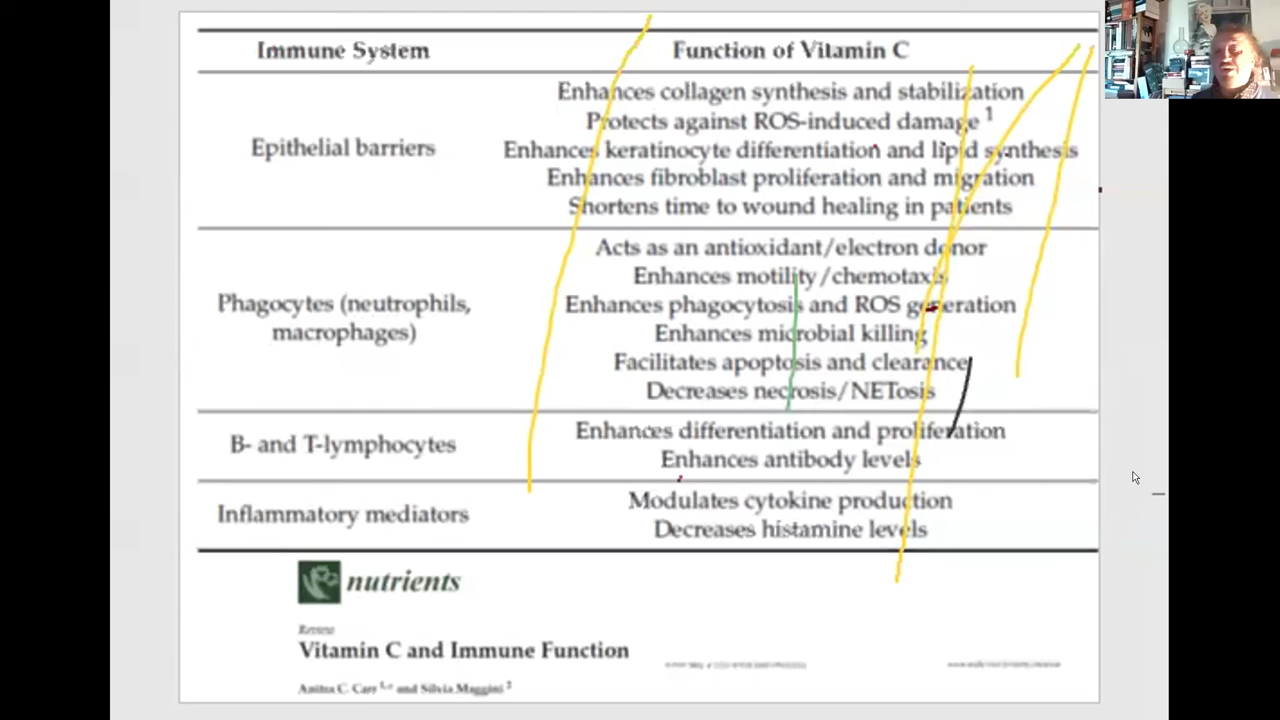 Immune System
Function of Vitamin C
Epithelial barriers
Enhances collagen synthesis and stabilization
Protects against ROS-induced damage 1
Enhances keratinocyte differentiation and lipid synthesis
Enhances fibroblast proliferation and migration
Shortens time to wound healing in patients
Phagocytes (neutrophils,
macrophages)
Acts as an antioxidant/electron donor
Enhances motility/chemotaxis
Enhances phagocytosis and ROS generation
Enhances microbial killing
Facilitates apoptosis and clearance
Decreases necrosis/NETosis
B- and T-lymphocytes
Enhances differentiation and proliferation
Enhances antibody levels
Inflammatory mediators
Modulates cytokine production
Decreases histamine levels
nutrients
Review
Vitamin C and Immune Function
Anitra C. Carr 1,* and Silvia Maggini 2